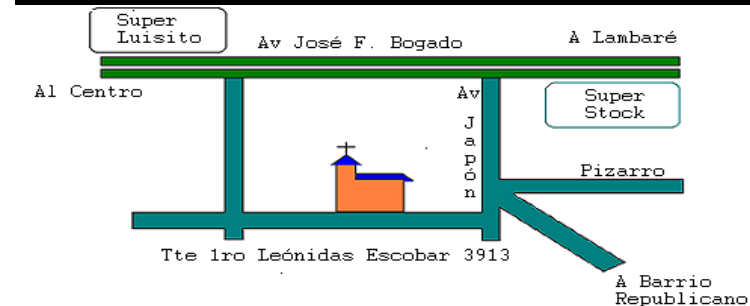 Super
Luisito
Av José F. Bogado
A Lambaré
Al Centro
Av Japón
Super
Stock
Pizarro
Tte 1ro Leónidas Escobar 3913
A Barrio
Republicano